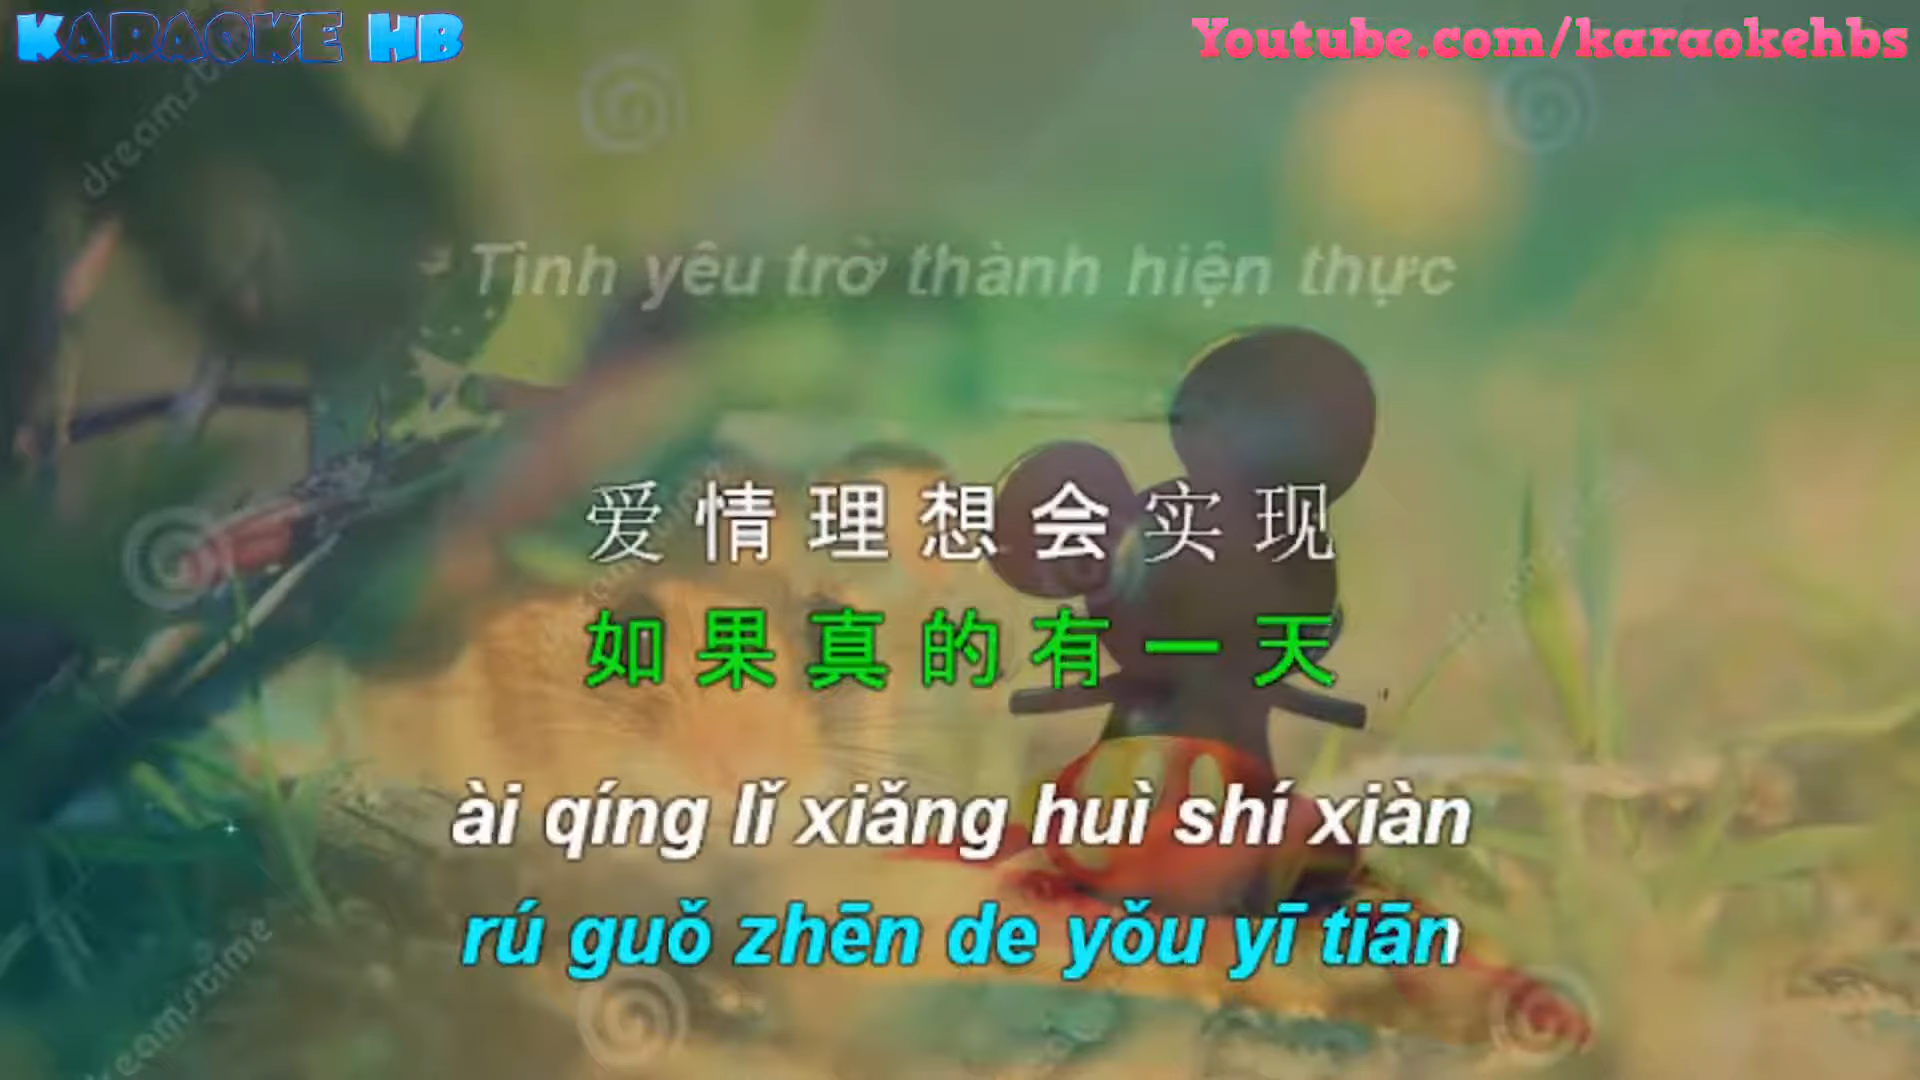 KARAOKE HB
Youtube.com/karaokehbs
dreamstime
Tình yêu trở thành hiện thực
爱情理想会实现
如果真的有一天
ài qíng lǐ xiǎng huì shí xiàn
rú guǒ zhēn de yǒu yī tiān
dreamstime